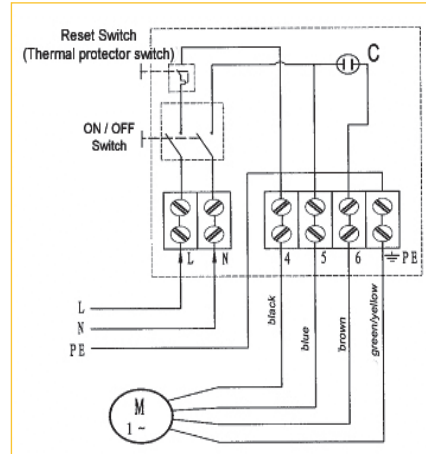 Reset Switch
(Thermal protector switch)
C
ON / OFF
Switch
L N 4 5 6 PE
L
N
PE
black
blue
brown
green/yellow
M
1 ~